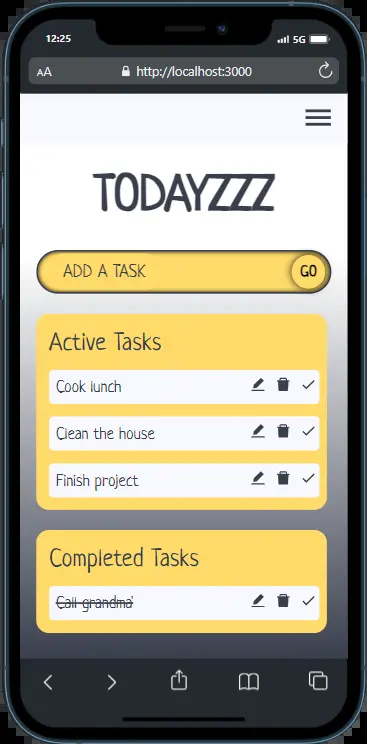 12:25
5G
AA
http://localhost:3000
TODAYZZZ
ADD A TASK
GO
Active Tasks
Cook lunch
Clean the house
Finish project
Completed Tasks
Call grandma